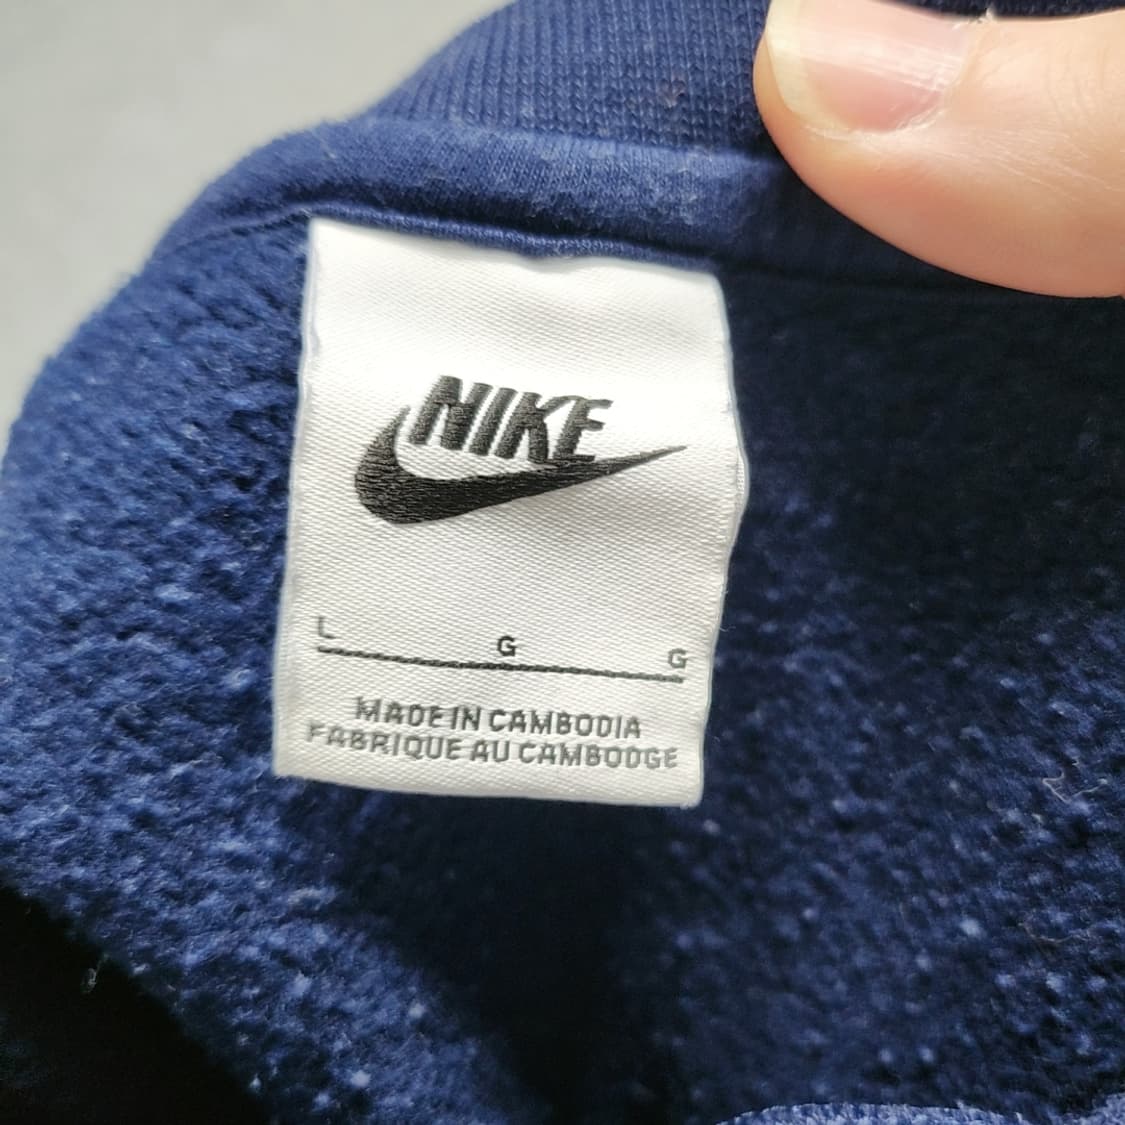 NIKE
L G G
MADE IN CAMBODIA
FABRIQUE AU CAMBODGE